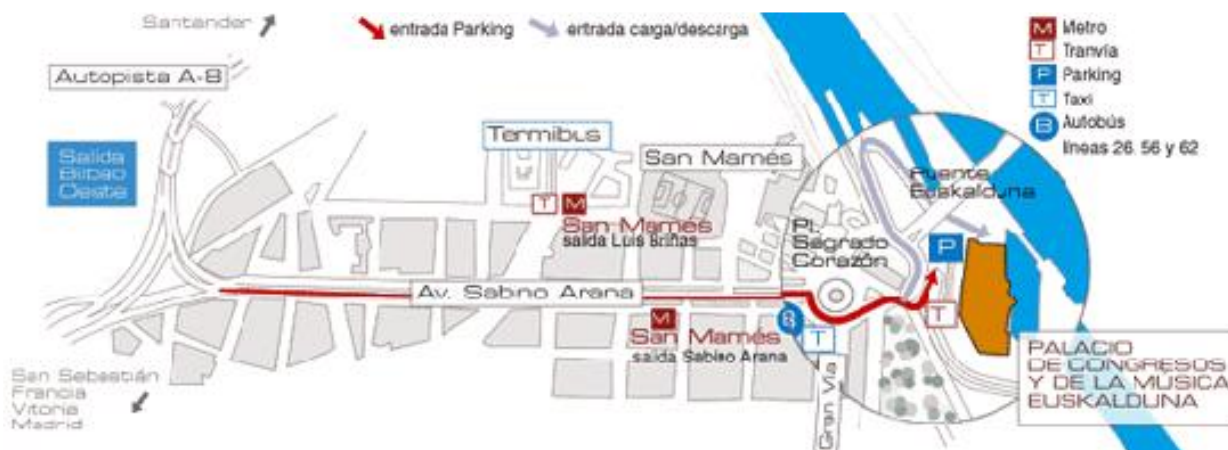 Santander
entrada Parking
entrada carga/descarga
M Metro
T Tranvía
P Parking
T Taxi
B Autobús
líneas 26. 56 y 62
Autopista A-8
Termibus
San Mamés
Salida
Bilbao
Oeste
Puente
Euskalduna
T M
San Mamés
salida Luis Briñas
Pl.
Sagrado
Corazón
P
Av. Sabino Arana
M
San Mamés
salida Sabino Arana
B
T
T
Gran Vía
PALACIO
DE CONGRESOS
Y DE LA MÚSICA
EUSKALDUNA
San Sebastián
Francia
Vitoria
Madrid